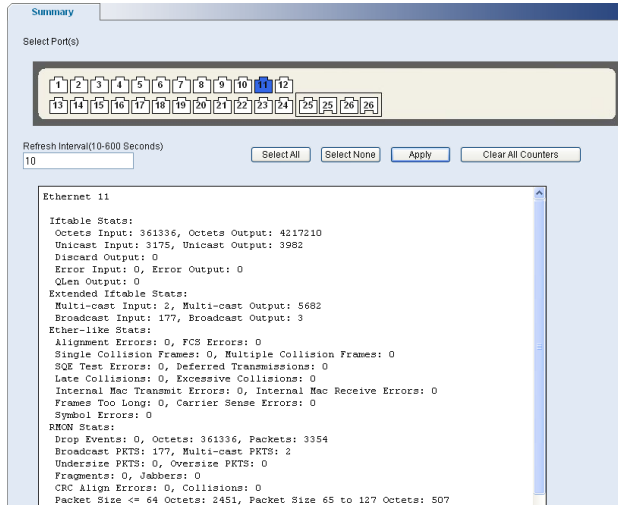 Summary
Select Port(s)
1 2 3 4 5 6 7 8 9 10 11 12
13 14 15 16 17 18 19 20 21 22 23 24 25 25 26 26
Refresh Interval(10-600 Seconds)
10
Select All Select None Apply Clear All Counters
Ethernet 11
Iftable Stats:
Octets Input: 361336, Octets Output: 4217210
Unicast Input: 3175, Unicast Output: 3982
Discard Output: 0
Error Input: 0, Error Output: 0
QLen Output: 0
Extended Iftable Stats:
Multi-cast Input: 2, Multi-cast Output: 5682
Broadcast Input: 177, Broadcast Output: 3
Ether-like Stats:
Alignment Errors: 0, FCS Errors: 0
Single Collision Frames: 0, Multiple Collision Frames: 0
SQE Test Errors: 0, Deferred Transmissions: 0
Late Collisions: 0, Excessive Collisions: 0
Internal Mac Transmit Errors: 0, Internal Mac Receive Errors: 0
Frames Too Long: 0, Carrier Sense Errors: 0
Symbol Errors: 0
RMON Stats:
Drop Events: 0, Octets: 361336, Packets: 3354
Broadcast PKTS: 177, Multi-cast PKTS: 2
Undersize PKTS: 0, Oversize PKTS: 0
Fragments: 0, Jabbers: 0
CRC Align Errors: 0, Collisions: 0
Packet Size <= 64 Octets: 2451, Packet Size 65 to 127 Octets: 507